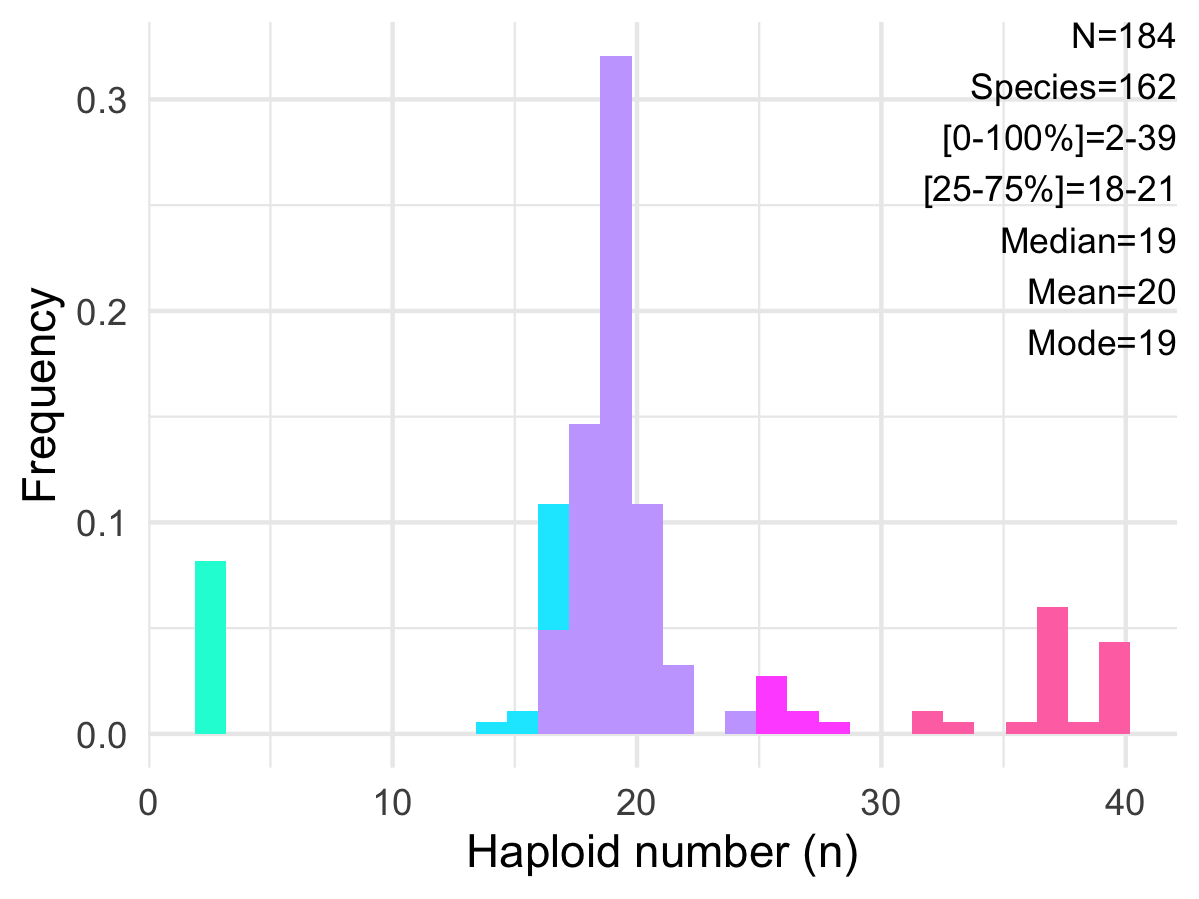 N=184
Species=162
[0-100%]=2-39
[25-75%]=18-21
Median=19
Mean=20
Mode=19
Frequency
0.3
0.2
0.1
0.0
0 10 20 30 40
Haploid number (n)